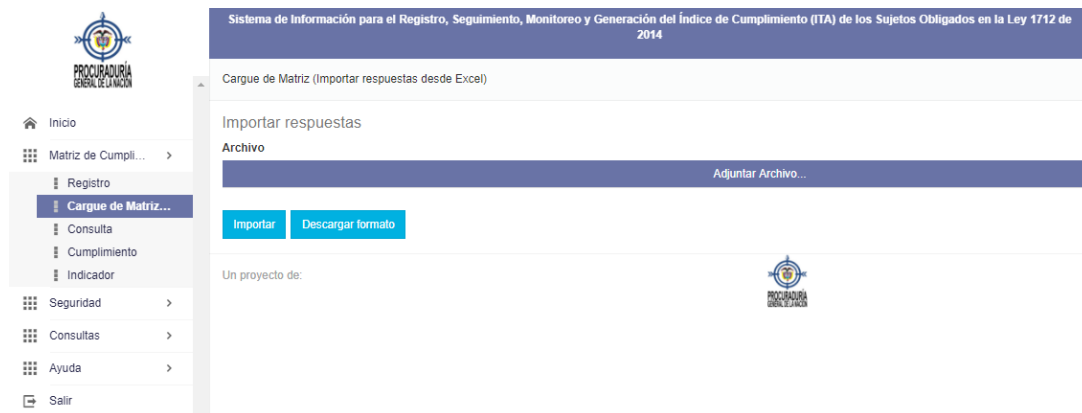 PROCURADURÍA
GENERAL DE LA NACIÓN
Inicio
Matriz de Cumpli...
Registro
Cargue de Matriz...
Consulta
Cumplimiento
Indicador
Seguridad
Consultas
Ayuda
Salir
Sistema de Información para el Registro, Seguimiento, Monitoreo y Generación del Índice de Cumplimiento (ITA) de los Sujetos Obligados en la Ley 1712 de
2014
Cargue de Matriz (Importar respuestas desde Excel)
Importar respuestas
Archivo
Adjuntar Archivo...
Importar
Descargar formato
Un proyecto de:
PROCURADURÍA
GENERAL DE LA NACIÓN